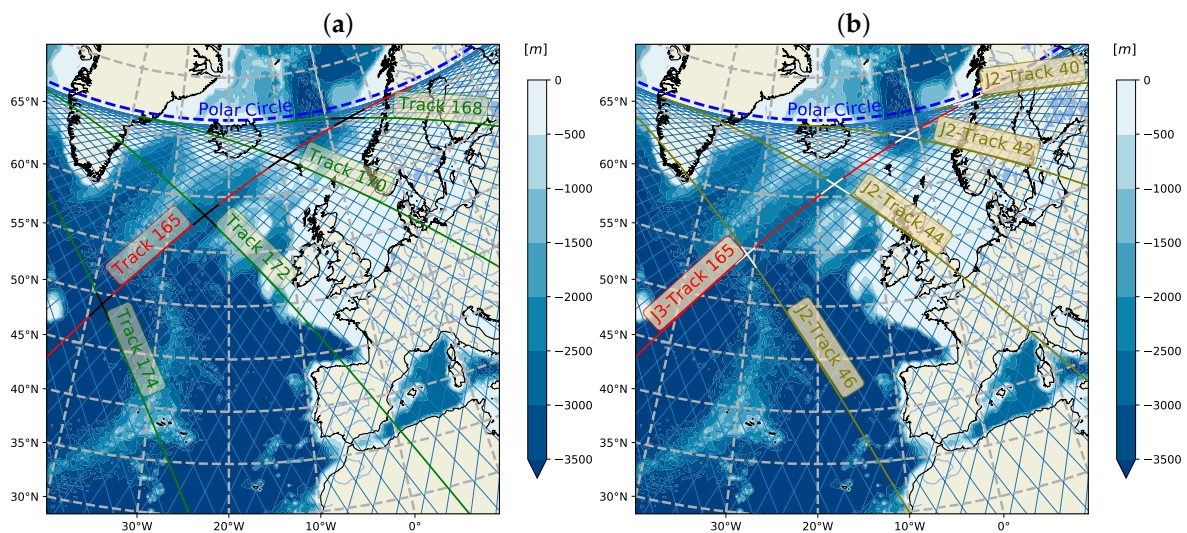 (a)
(b)
[m]
[m]
Polar Circle
Track 168
Track 170
Track 165
Track 172
Track 174
65°N
60°N
55°N
50°N
45°N
40°N
35°N
30°N
30°W
20°W
10°W
0°
0
−500
−1000
−1500
−2000
−2500
−3000
−3500
Polar Circle
J2-Track 40
J2-Track 42
J2-Track 44
J3-Track 165
J2-Track 46
65°N
60°N
55°N
50°N
45°N
40°N
35°N
30°N
30°W
20°W
10°W
0°
0
−500
−1000
−1500
−2000
−2500
−3000
−3500